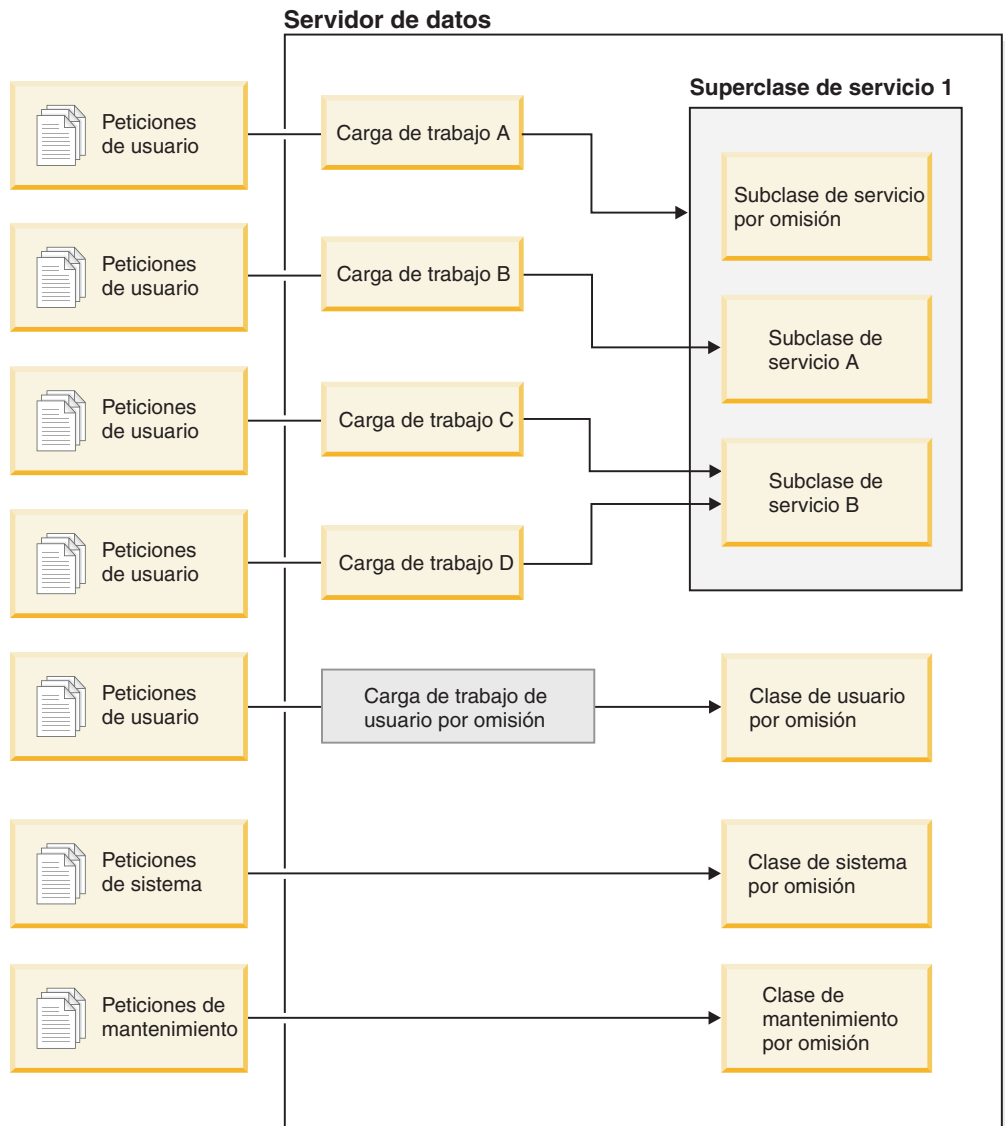 Servidor de datos
Superclase de servicio 1
Peticiones
de usuario
Carga de trabajo A
Subclase de servicio
por omisión
Peticiones
de usuario
Carga de trabajo B
Subclase de
servicio A
Peticiones
de usuario
Carga de trabajo C
Subclase de
servicio B
Peticiones
de usuario
Carga de trabajo D
Peticiones
de usuario
Carga de trabajo de
usuario por omisión
Clase de usuario
por omisión
Peticiones
de sistema
Clase de sistema
por omisión
Peticiones de
mantenimiento
Clase de
mantenimiento
por omisión